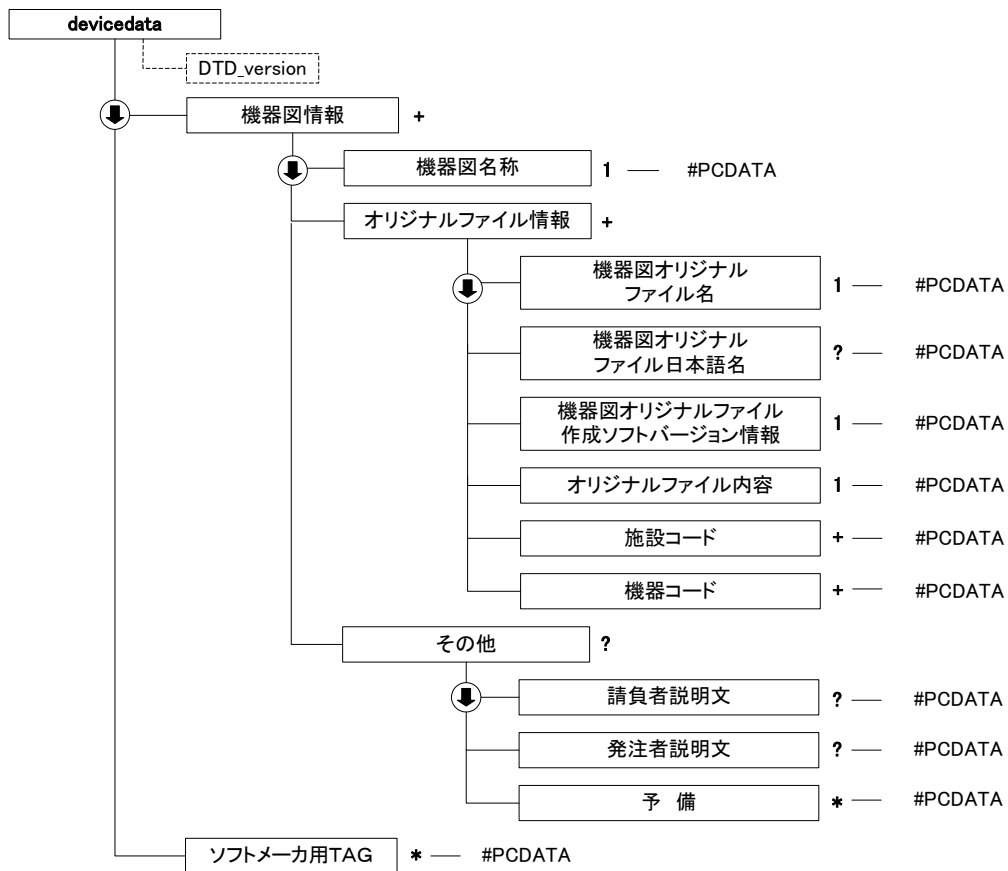 devicedata
DTD_version
機器図情報 +
機器図名称 1 #PCDATA
オリジナルファイル情報 +
機器図オリジナル
ファイル名 1 #PCDATA
機器図オリジナル
ファイル日本語名 ? #PCDATA
機器図オリジナルファイル
作成ソフトバージョン情報 1 #PCDATA
オリジナルファイル内容 1 #PCDATA
施設コード + #PCDATA
機器コード + #PCDATA
その他 ?
請負者説明文 ? #PCDATA
発注者説明文 ? #PCDATA
予 備 * #PCDATA
ソフトメーカ用TAG * #PCDATA